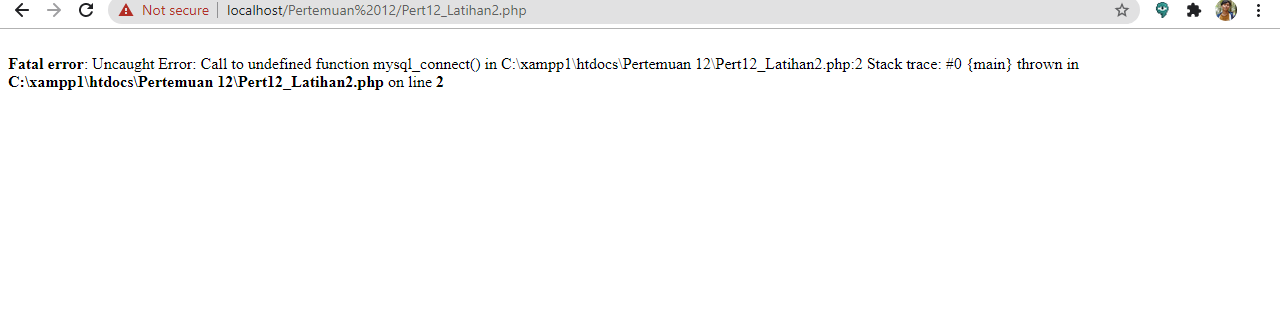 Not secure | localhost/Pertemuan%2012/Pert12_Latihan2.php
Fatal error: Uncaught Error: Call to undefined function mysql_connect() in C:\xampp1\htdocs\Pertemuan 12\Pert12_Latihan2.php:2 Stack trace: #0 {main} thrown in
C:\xampp1\htdocs\Pertemuan 12\Pert12_Latihan2.php on line 2